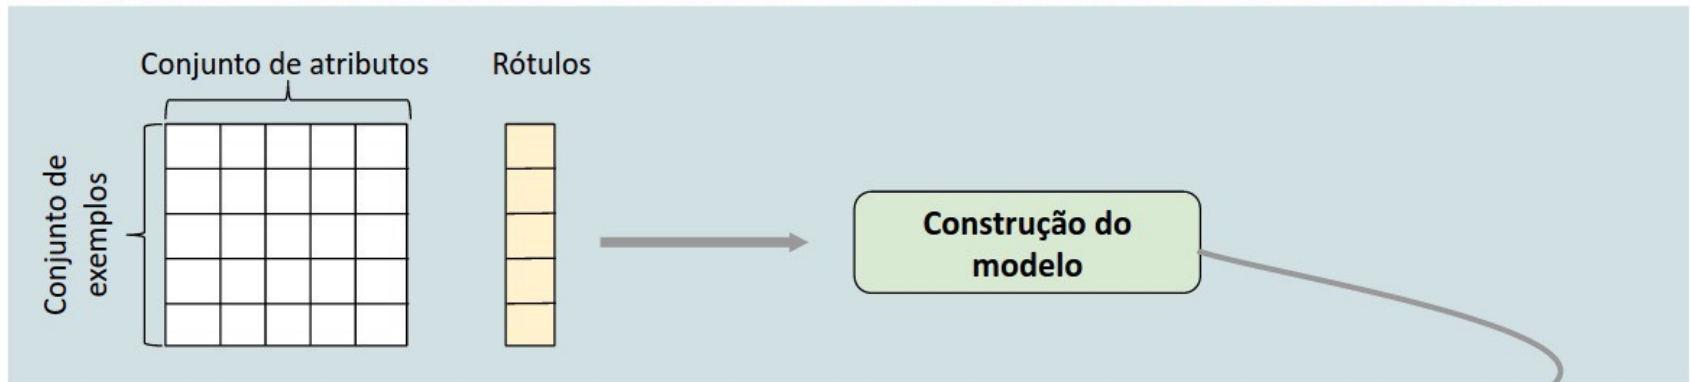 Conjunto de atributos
Rótulos
Conjunto de
exemplos
Construção do
modelo